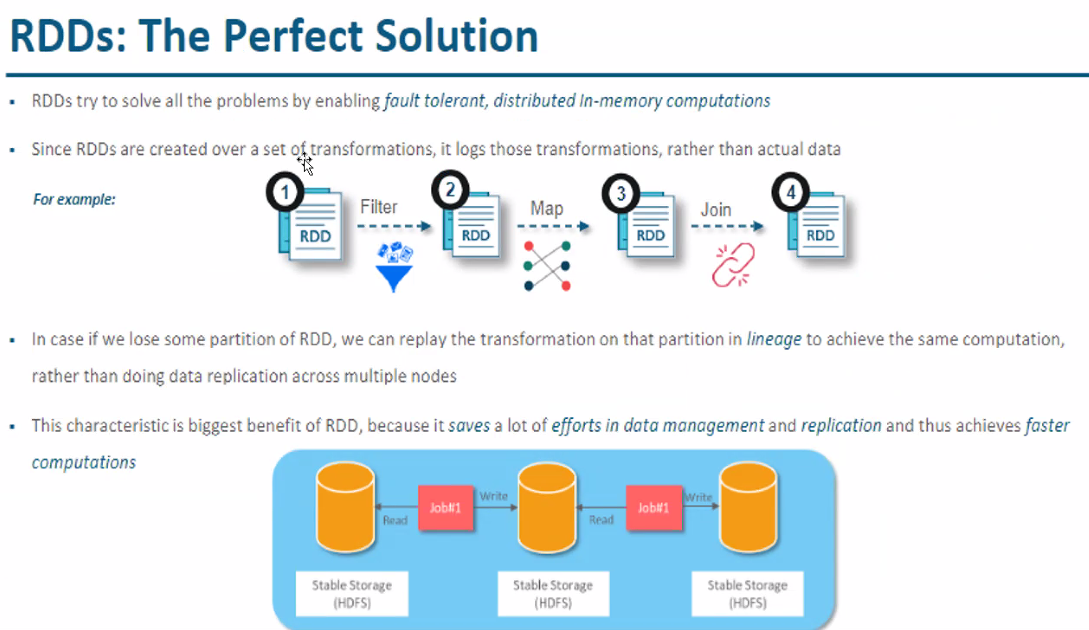 RDDs: The Perfect Solution
▪ RDDs try to solve all the problems by enabling fault tolerant, distributed In-memory computations
▪ Since RDDs are created over a set of transformations, it logs those transformations, rather than actual data
For example:
1 Filter 2 Map 3 Join 4
RDD RDD RDD RDD
▪ In case if we lose some partition of RDD, we can replay the transformation on that partition in lineage to achieve the same computation,
rather than doing data replication across multiple nodes
▪ This characteristic is biggest benefit of RDD, because it saves a lot of efforts in data management and replication and thus achieves faster
computations
Read Job#1 Write Read Job#1 Write
Stable Storage Stable Storage Stable Storage
(HDFS) (HDFS) (HDFS)